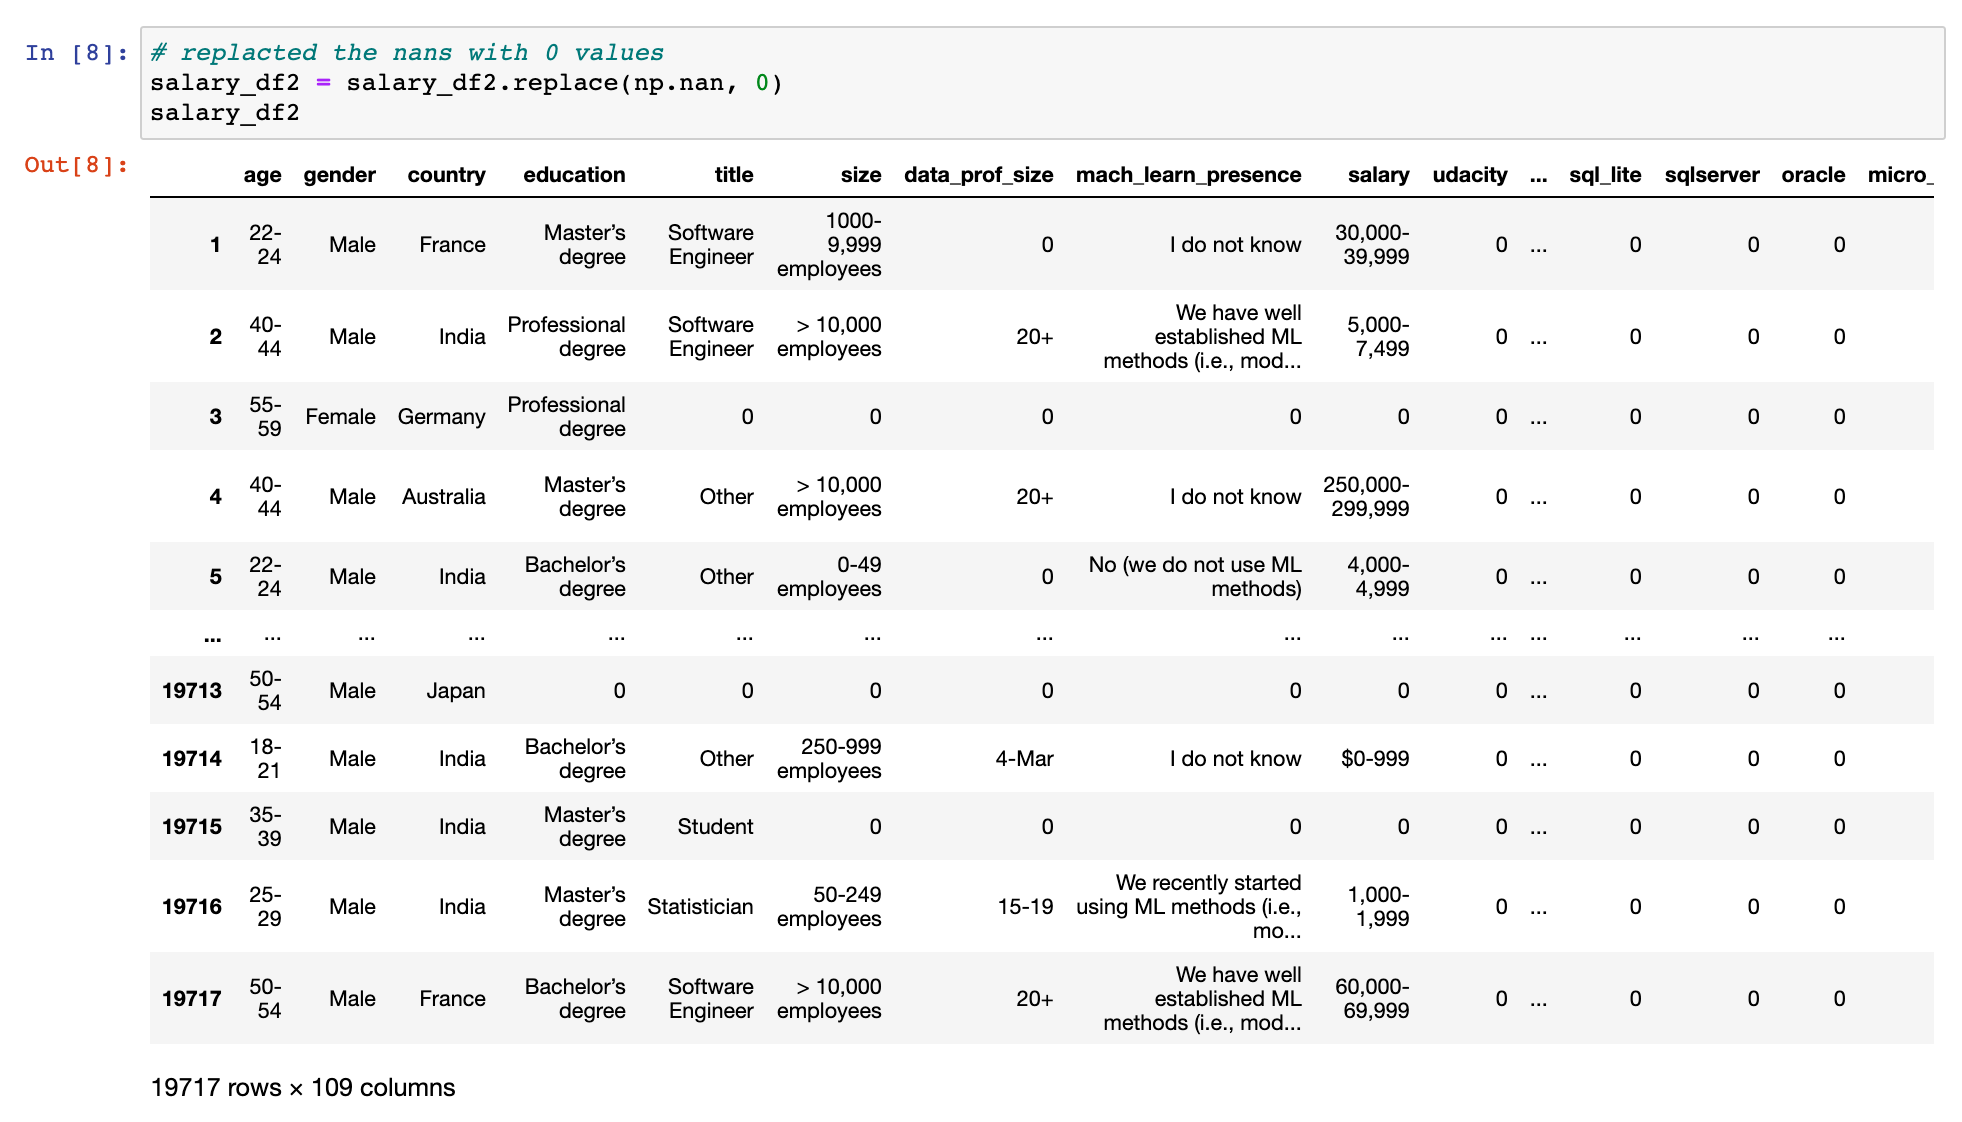 In [8]: # replacted the nans with 0 values
salary_df2 = salary_df2.replace(np.nan, 0)
salary_df2
Out[8]:
age gender country education title size data_prof_size mach_learn_presence salary udacity ... sql_lite sqlserver oracle micro_
1 22-24 Male France Master’s degree Software Engineer 1000-9,999 employees 0 I do not know 30,000-39,999 0 ... 0 0 0
2 40-44 Male India Professional degree Software Engineer > 10,000 employees 20+ We have well established ML methods (i.e., mod... 5,000-7,499 0 ... 0 0 0
3 55-59 Female Germany Professional degree 0 0 0 0 0 0 ... 0 0 0
4 40-44 Male Australia Master’s degree Other > 10,000 employees 20+ I do not know 250,000-299,999 0 ... 0 0 0
5 22-24 Male India Bachelor’s degree Other 0-49 employees 0 No (we do not use ML methods) 4,000-4,999 0 ... 0 0 0
... ... ... ... ... ... ... ... ... ... ... ... ... ... ...
19713 50-54 Male Japan 0 0 0 0 0 0 0 ... 0 0 0
19714 18-21 Male India Bachelor’s degree Other 250-999 employees 4-Mar I do not know $0-999 0 ... 0 0 0
19715 35-39 Male India Master’s degree Student 0 0 0 0 0 ... 0 0 0
19716 25-29 Male India Master’s degree Statistician 50-249 employees 15-19 We recently started using ML methods (i.e., mo... 1,000-1,999 0 ... 0 0 0
19717 50-54 Male France Bachelor’s degree Software Engineer > 10,000 employees 20+ We have well established ML methods (i.e., mod... 60,000-69,999 0 ... 0 0 0
19717 rows × 109 columns